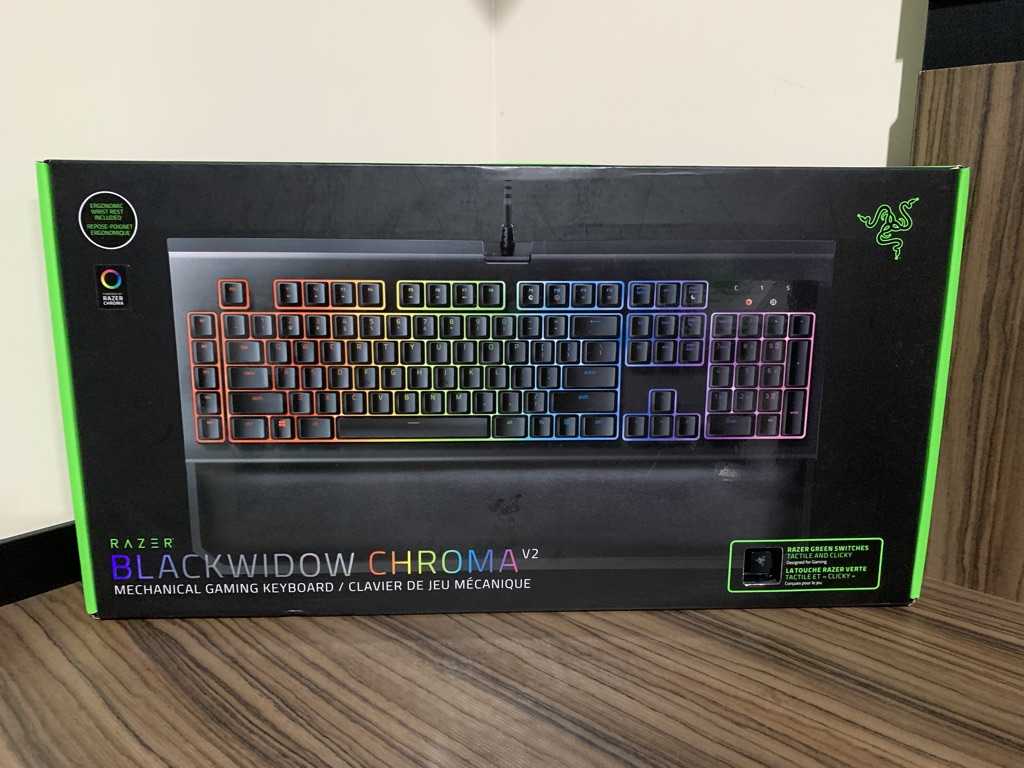 ERGONOMIC
WRIST REST
INCLUDED
REPOSE-POIGNET
ERGONOMIQUE
RAZER
CHROMA
RAZER
BLACKWIDOW CHROMA V2
MECHANICAL GAMING KEYBOARD / CLAVIER DE JEU MÉCANIQUE
RAZER GREEN SWITCHES
TACTILE AND CLICKY
Designed for Gaming
LA TOUCHE RAZER VERTE
TACTILE ET « CLICKY »
Conçues pour le jeu